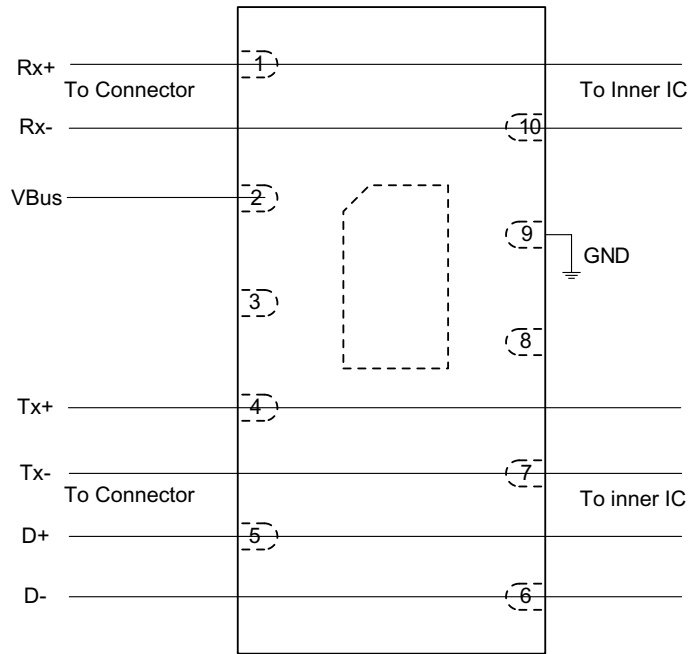 Rx+ 1
To Connector To Inner IC
Rx- 10
VBus 2
9
GND
3
8
Tx+ 4
Tx- 7
To Connector To inner IC
D+ 5
D- 6